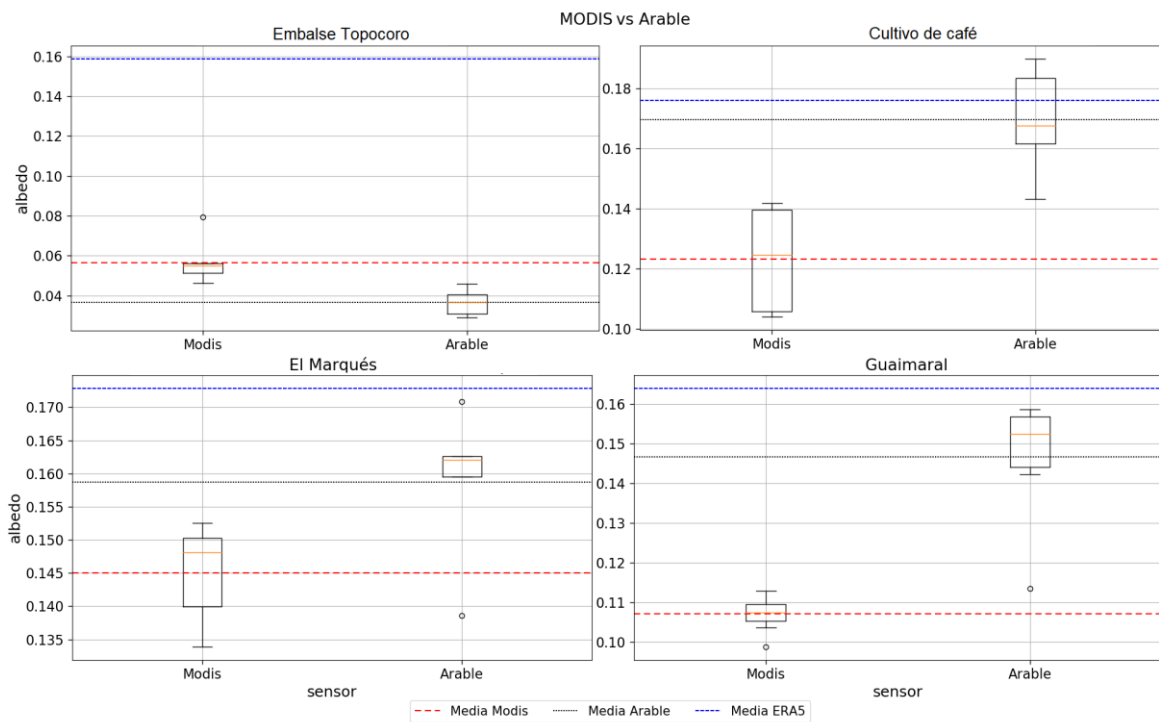 MODIS vs Arable
Embalse Topocoro
Cultivo de café
albedo
0.16
0.14
0.12
0.10
0.08
0.06
0.04
Modis
Arable
0.18
0.16
0.14
0.12
0.10
Modis
Arable
El Marqués
Guaimaral
albedo
0.170
0.165
0.160
0.155
0.150
0.145
0.140
0.135
Modis
Arable
sensor
0.16
0.15
0.14
0.13
0.12
0.11
0.10
Modis
Arable
sensor
Media Modis
Media Arable
Media ERA5